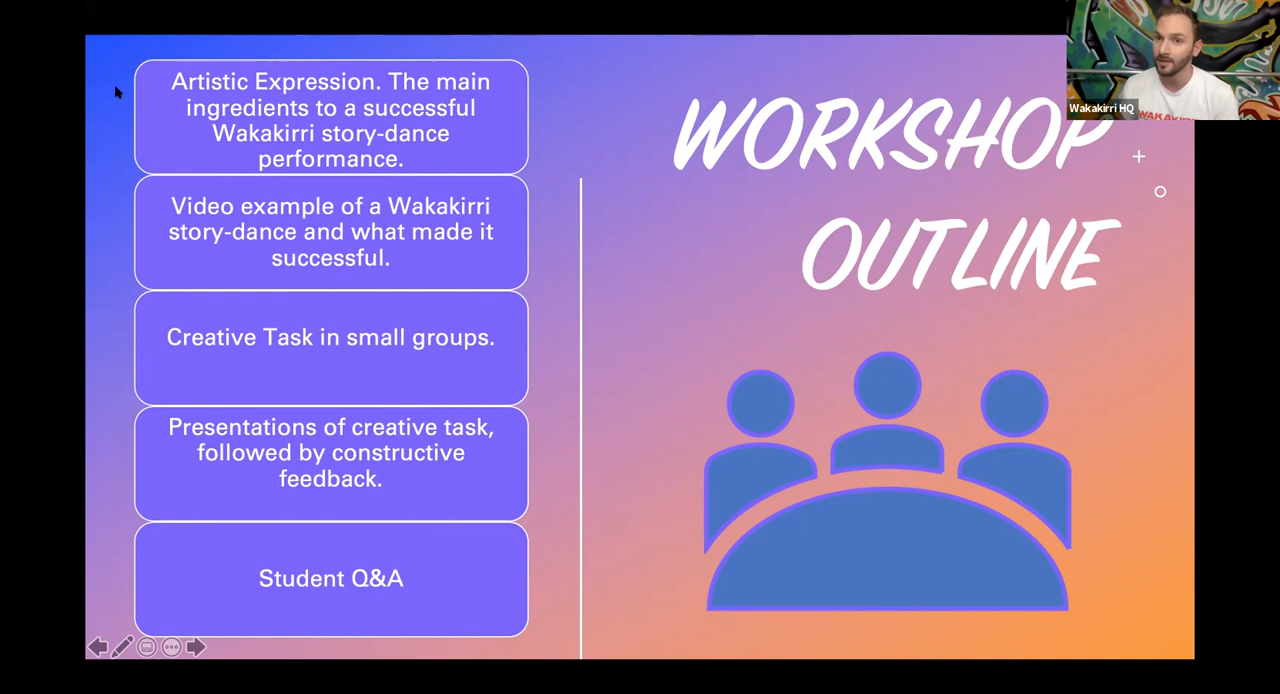 Artistic Expression. The main
ingredients to a successful
Wakakirri story-dance
performance.
Video example of a Wakakirri
story-dance and what made it
successful.
Creative Task in small groups.
Presentations of creative task,
followed by constructive
feedback.
Student Q&A
WORKSHOP
OUTLINE
Wakakirri HQ